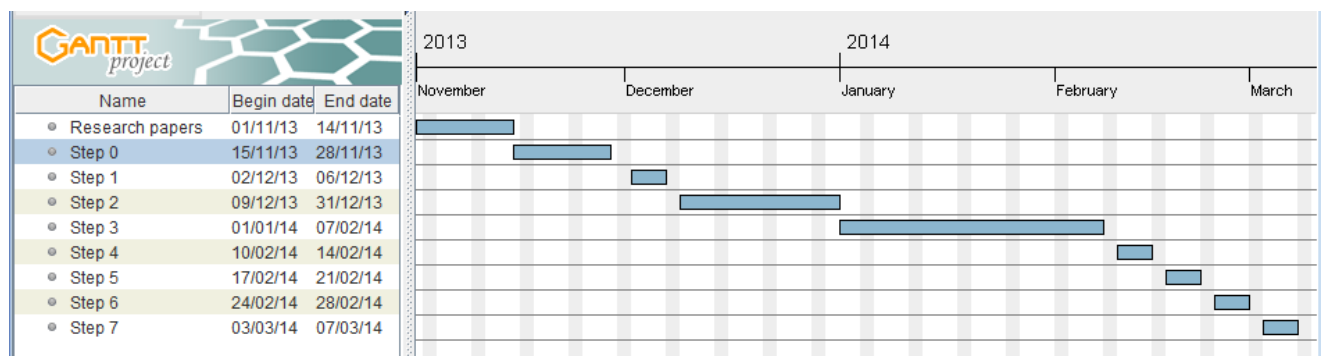 GANTT
project
2013 2014
November December January February March
Name Begin date End date
Research papers 01/11/13 14/11/13
Step 0 15/11/13 28/11/13
Step 1 02/12/13 06/12/13
Step 2 09/12/13 31/12/13
Step 3 01/01/14 07/02/14
Step 4 10/02/14 14/02/14
Step 5 17/02/14 21/02/14
Step 6 24/02/14 28/02/14
Step 7 03/03/14 07/03/14